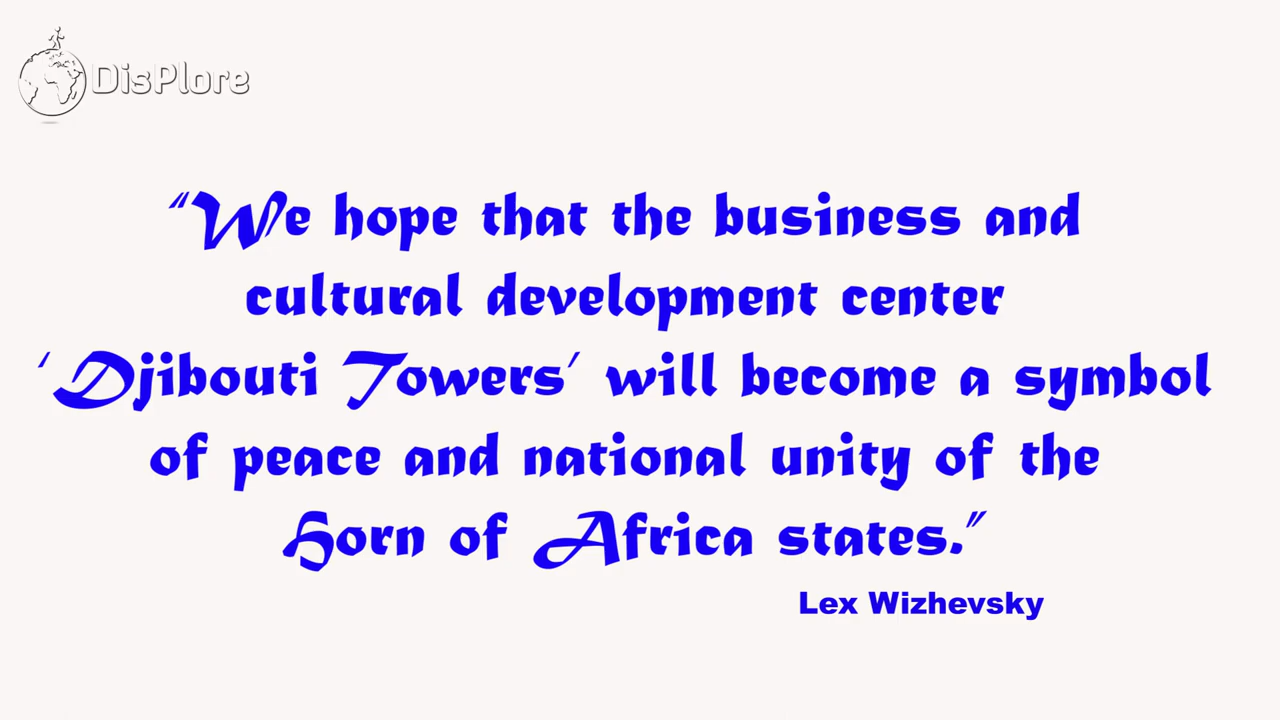 DisPlore
"We hope that the business and
cultural development center
'Djibouti Towers' will become a symbol
of peace and national unity of the
Horn of Africa states."
Lex Wizhevsky